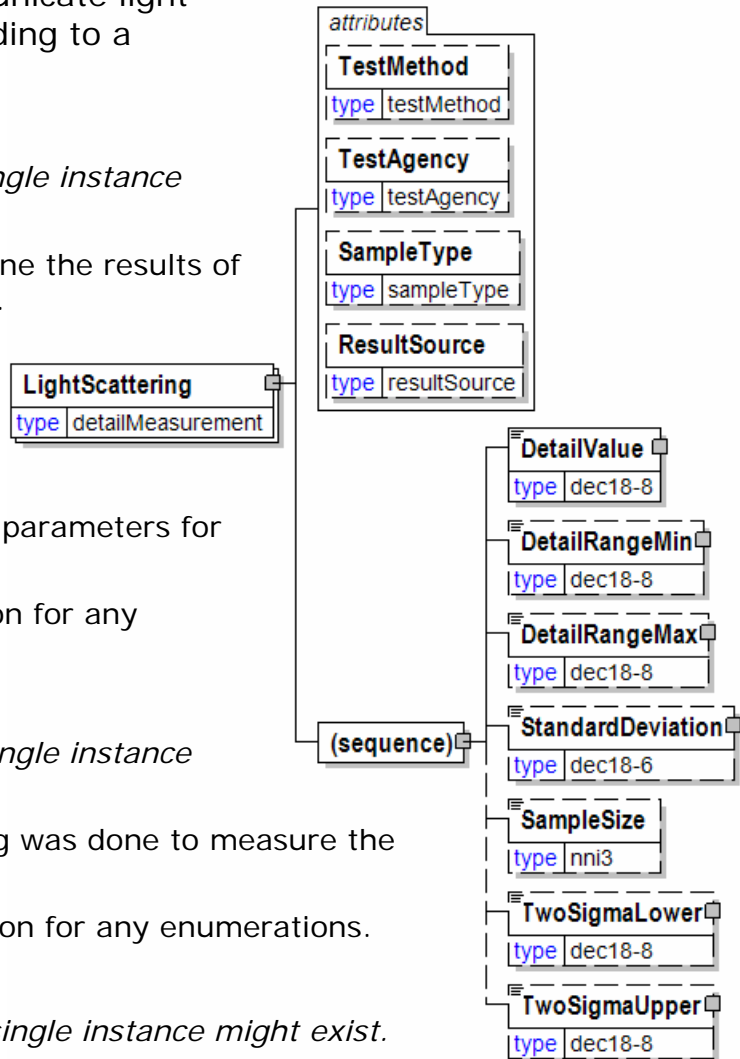 unicate light
ding to a
ngle instance
ne the results of
.
parameters for
on for any
ngle instance
g was done to measure the
on for any enumerations.
single instance might exist.
attributes
TestMethod
type testMethod
TestAgency
type testAgency
SampleType
type sampleType
ResultSource
type resultSource
LightScattering
type detailMeasurement
(sequence)
DetailValue
type dec18-8
DetailRangeMin
type dec18-8
DetailRangeMax
type dec18-8
StandardDeviation
type dec18-6
SampleSize
type nni3
TwoSigmaLower
type dec18-8
TwoSigmaUpper
type dec18-8